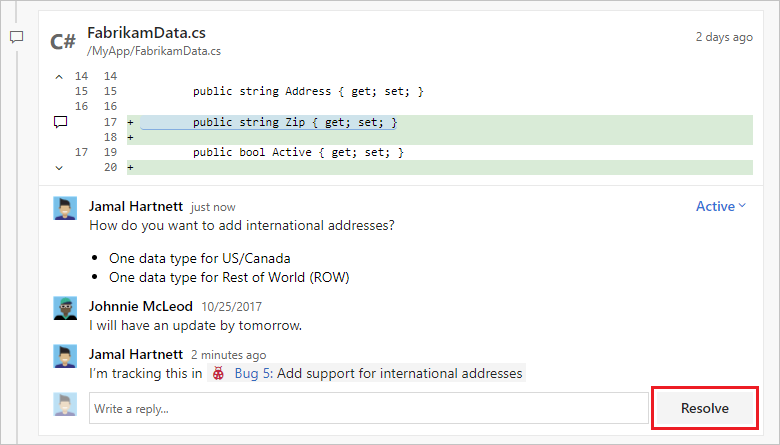 C# FabrikamData.cs
/MyApp/FabrikamData.cs
2 days ago
14 14
15 15 public string Address { get; set; }
16 16
17 + public string Zip { get; set; }
18 +
17 19 public bool Active { get; set; }
20 +
Jamal Hartnett just now
Active
How do you want to add international addresses?
• One data type for US/Canada
• One data type for Rest of World (ROW)
Johnnie McLeod 10/25/2017
I will have an update by tomorrow.
Jamal Hartnett 2 minutes ago
I'm tracking this in Bug 5: Add support for international addresses
Write a reply...
Resolve